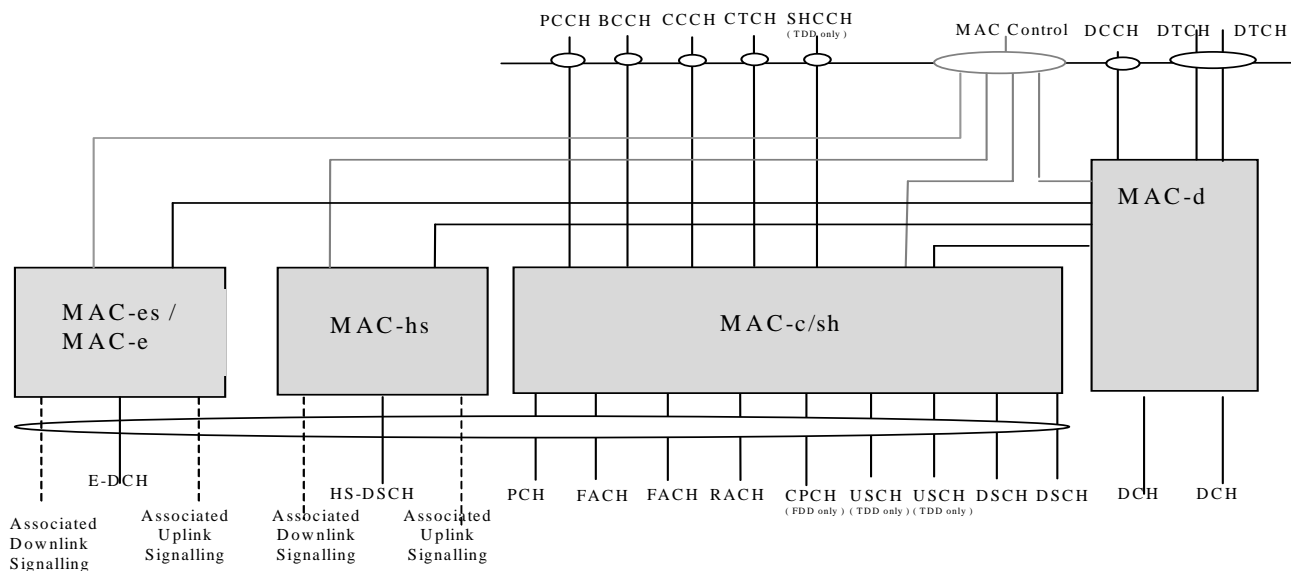 PCCH BCCH CCCH CTCH SHCCH MAC Control DCCH DTCH DTCH
( TDD only )
MAC-d
MAC-es /
MAC-e
MAC-hs
MAC-c/sh
E-DCH
HS-DSCH
PCH FACH FACH RACH CPCH USCH USCH DSCH DSCH DCH DCH
( FDD only ) ( TDD only ) ( TDD only )
Associated
Downlink
Signalling
Associated
Uplink
Signalling
Associated
Downlink
Signalling
Associated
Uplink
Signalling